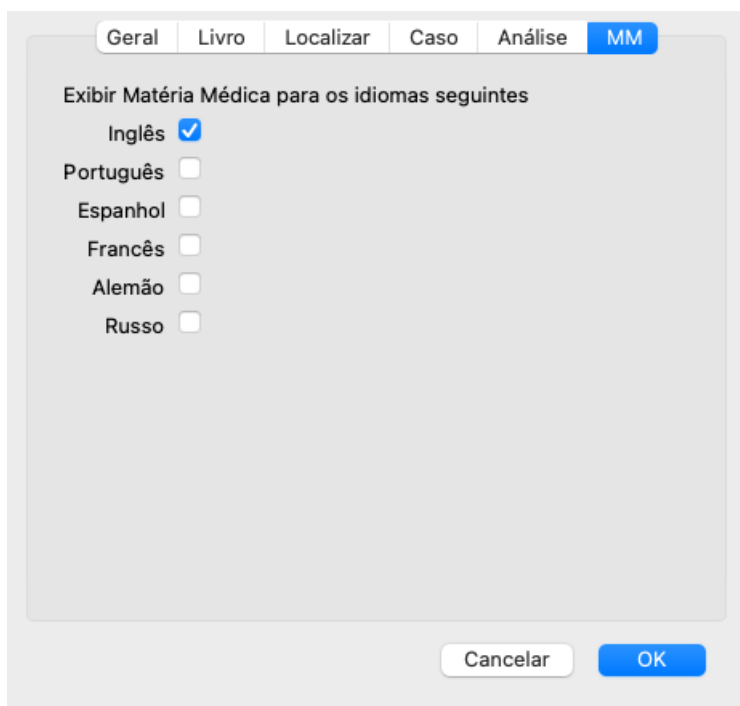 Geral Livro Localizar Caso Análise MM
Exibir Matéria Médica para os idiomas seguintes
Inglês
Português
Espanhol
Francês
Alemão
Russo
Cancelar OK